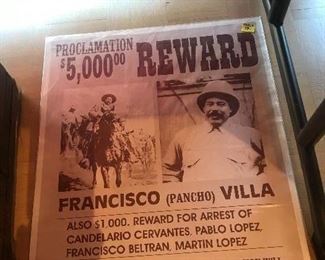 PROCLAMATION
$5,000.00 REWARD
FRANCISCO (PANCHO) VILLA
ALSO $1,000. REWARD FOR ARREST OF
CANDELARIO CERVANTES, PABLO LOPEZ,
FRANCISCO BELTRAN, MARTIN LOPEZ